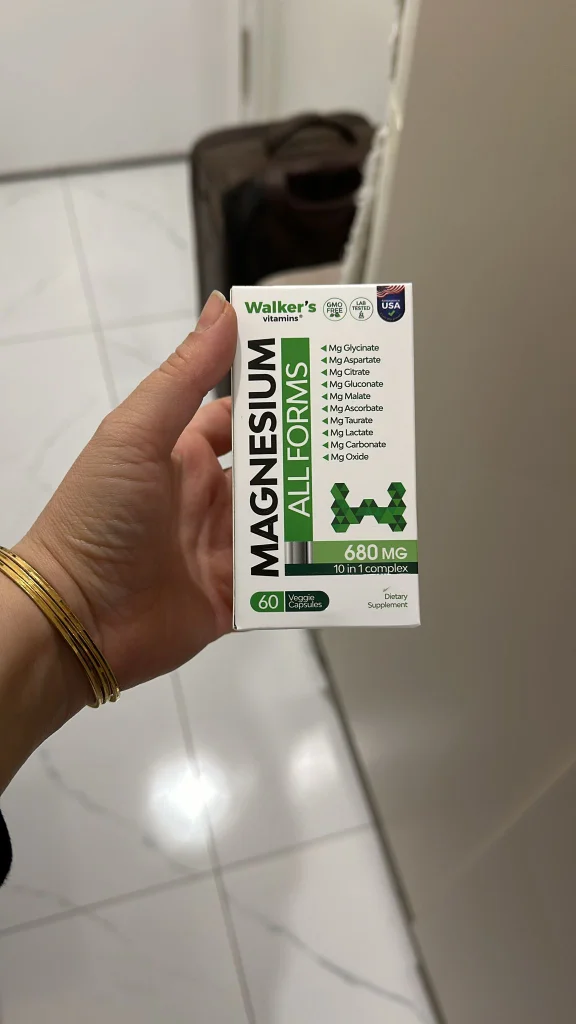 Walker's
vitamins®
GMO
FREE
LAB
TESTED
USA
MAGNESIUM
ALL FORMS
Mg Glycinate
Mg Aspartate
Mg Citrate
Mg Gluconate
Mg Malate
Mg Ascorbate
Mg Taurate
Mg Lactate
Mg Carbonate
Mg Oxide
680 MG
10 in 1 complex
60 Veggie
Capsules
Dietary
Supplement